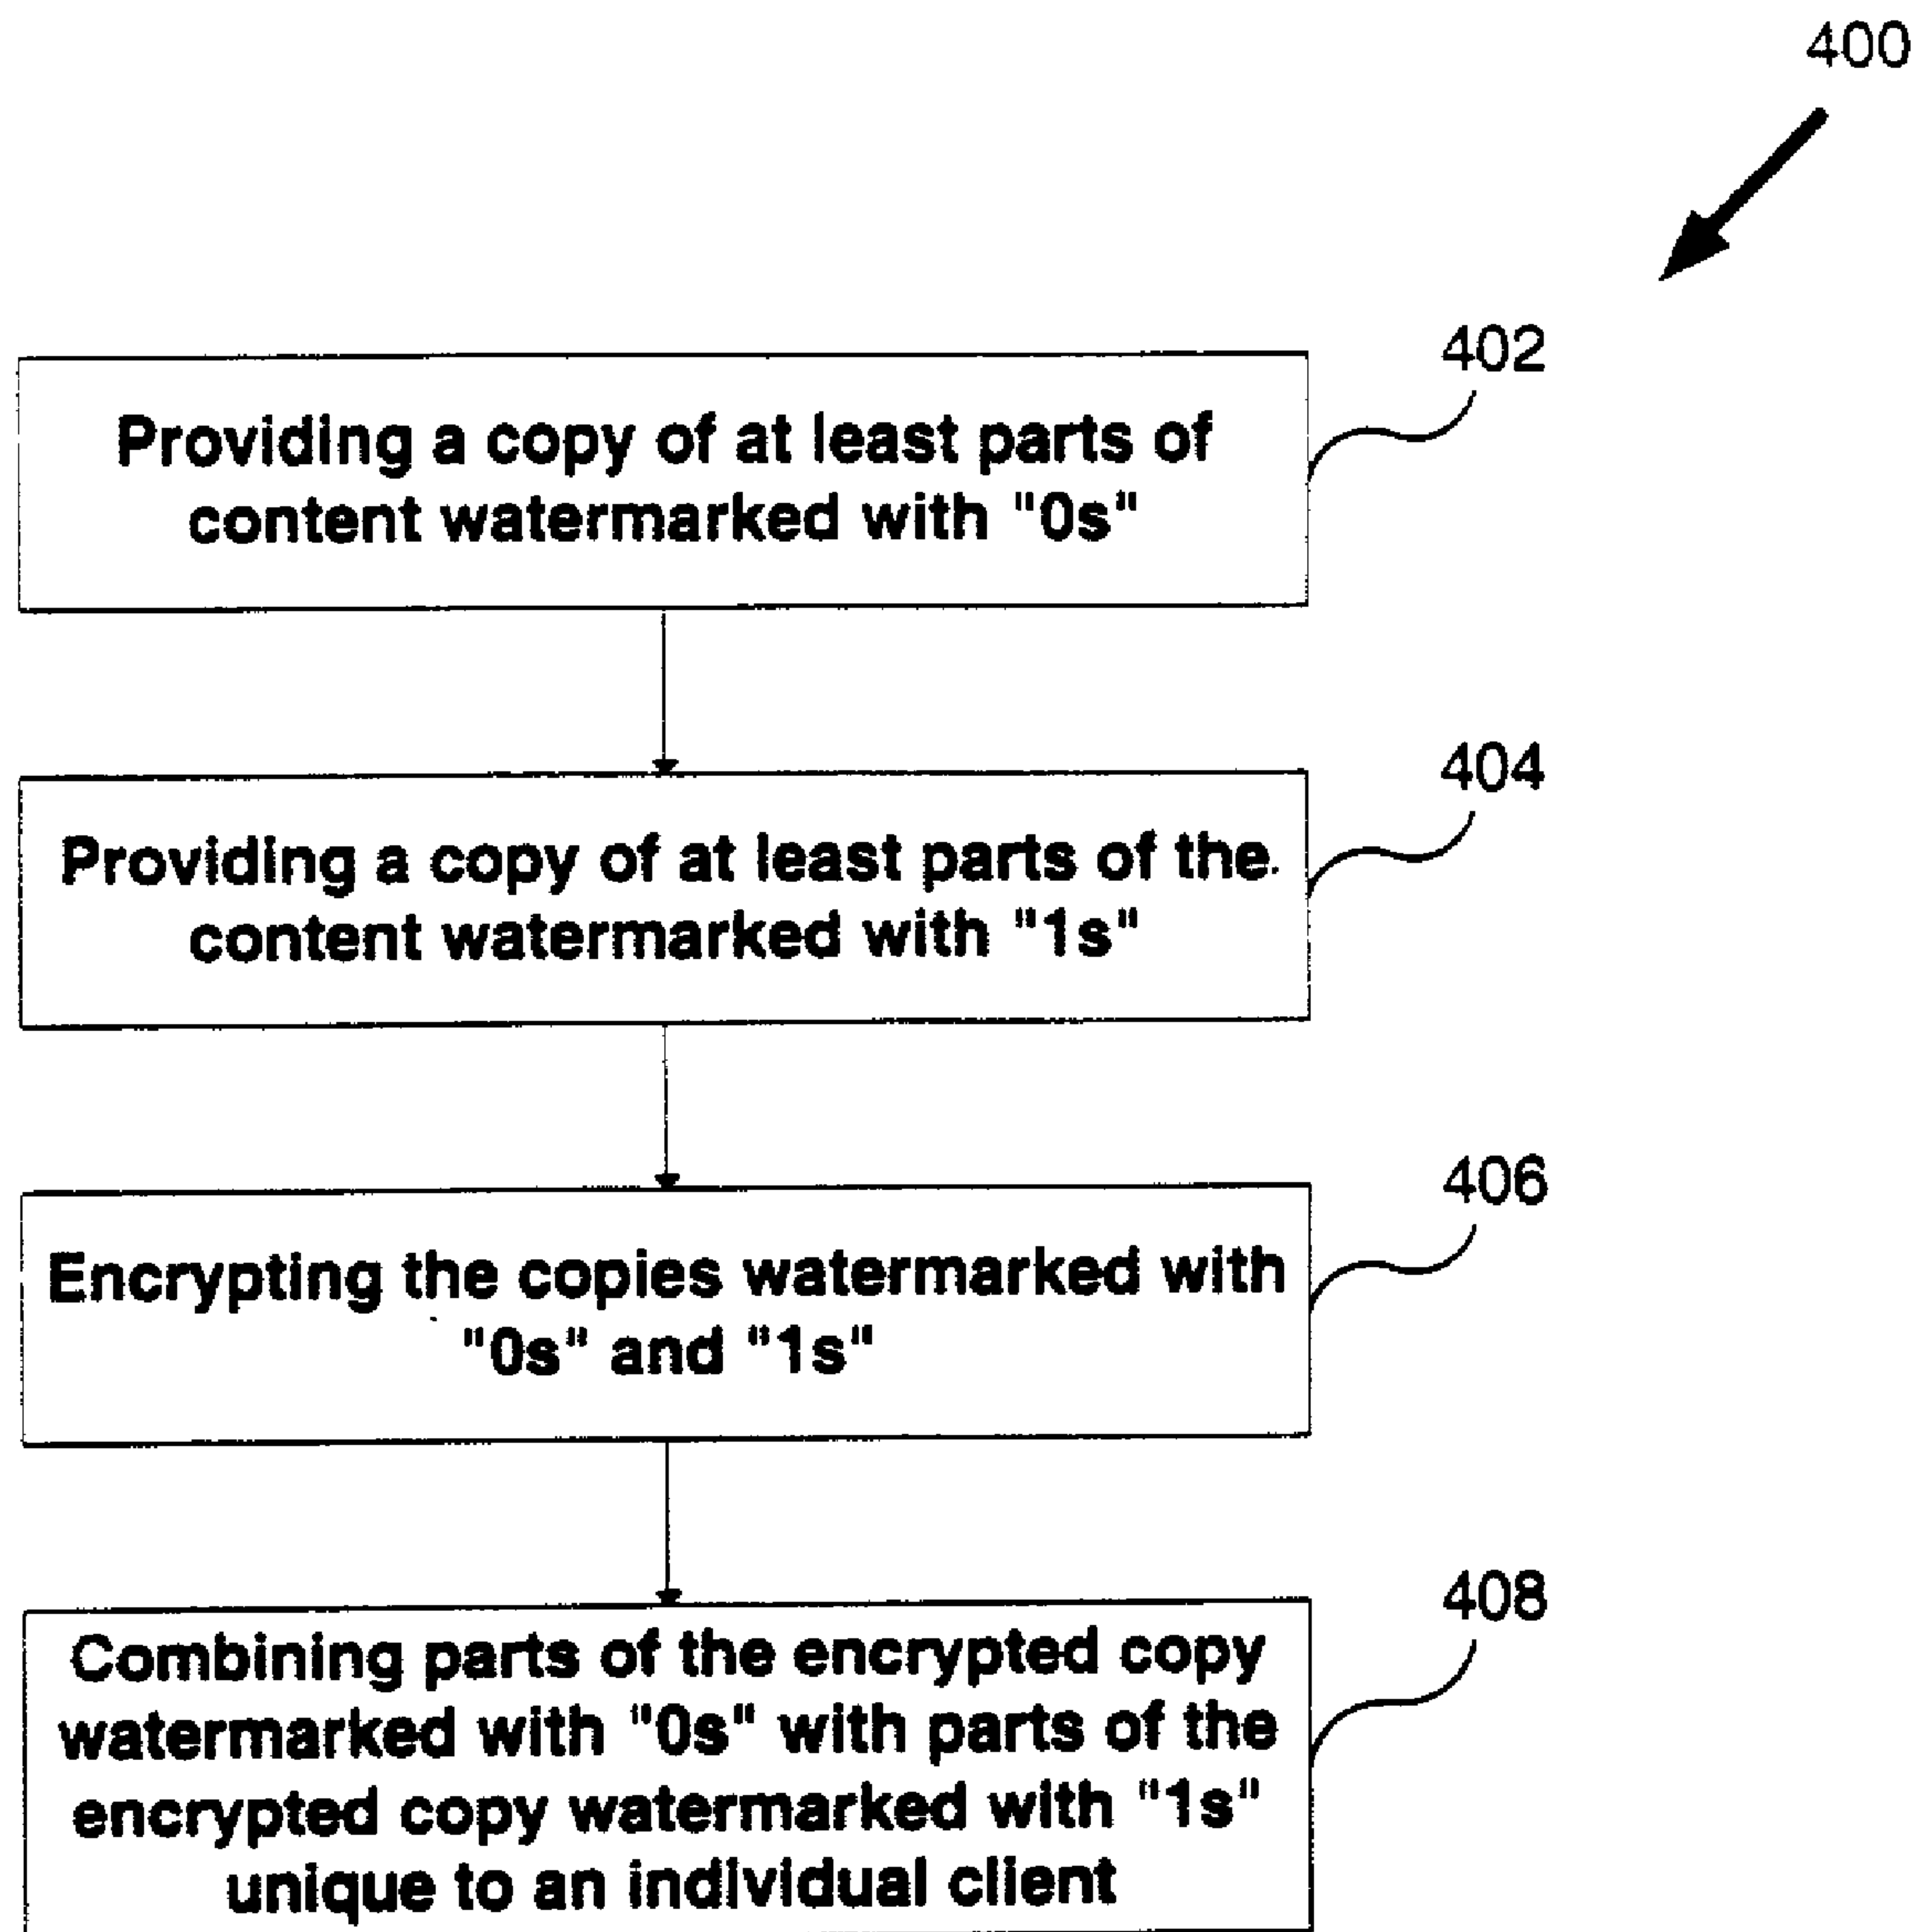 400
402
Providing a copy of at least parts of
content watermarked with "0s"
404
Providing a copy of at least parts of the
content watermarked with "1s"
406
Encrypting the copies watermarked with
"0s" and "1s"
408
Combining parts of the encrypted copy
watermarked with "0s" with parts of the
encrypted copy watermarked with "1s"
unique to an individual client